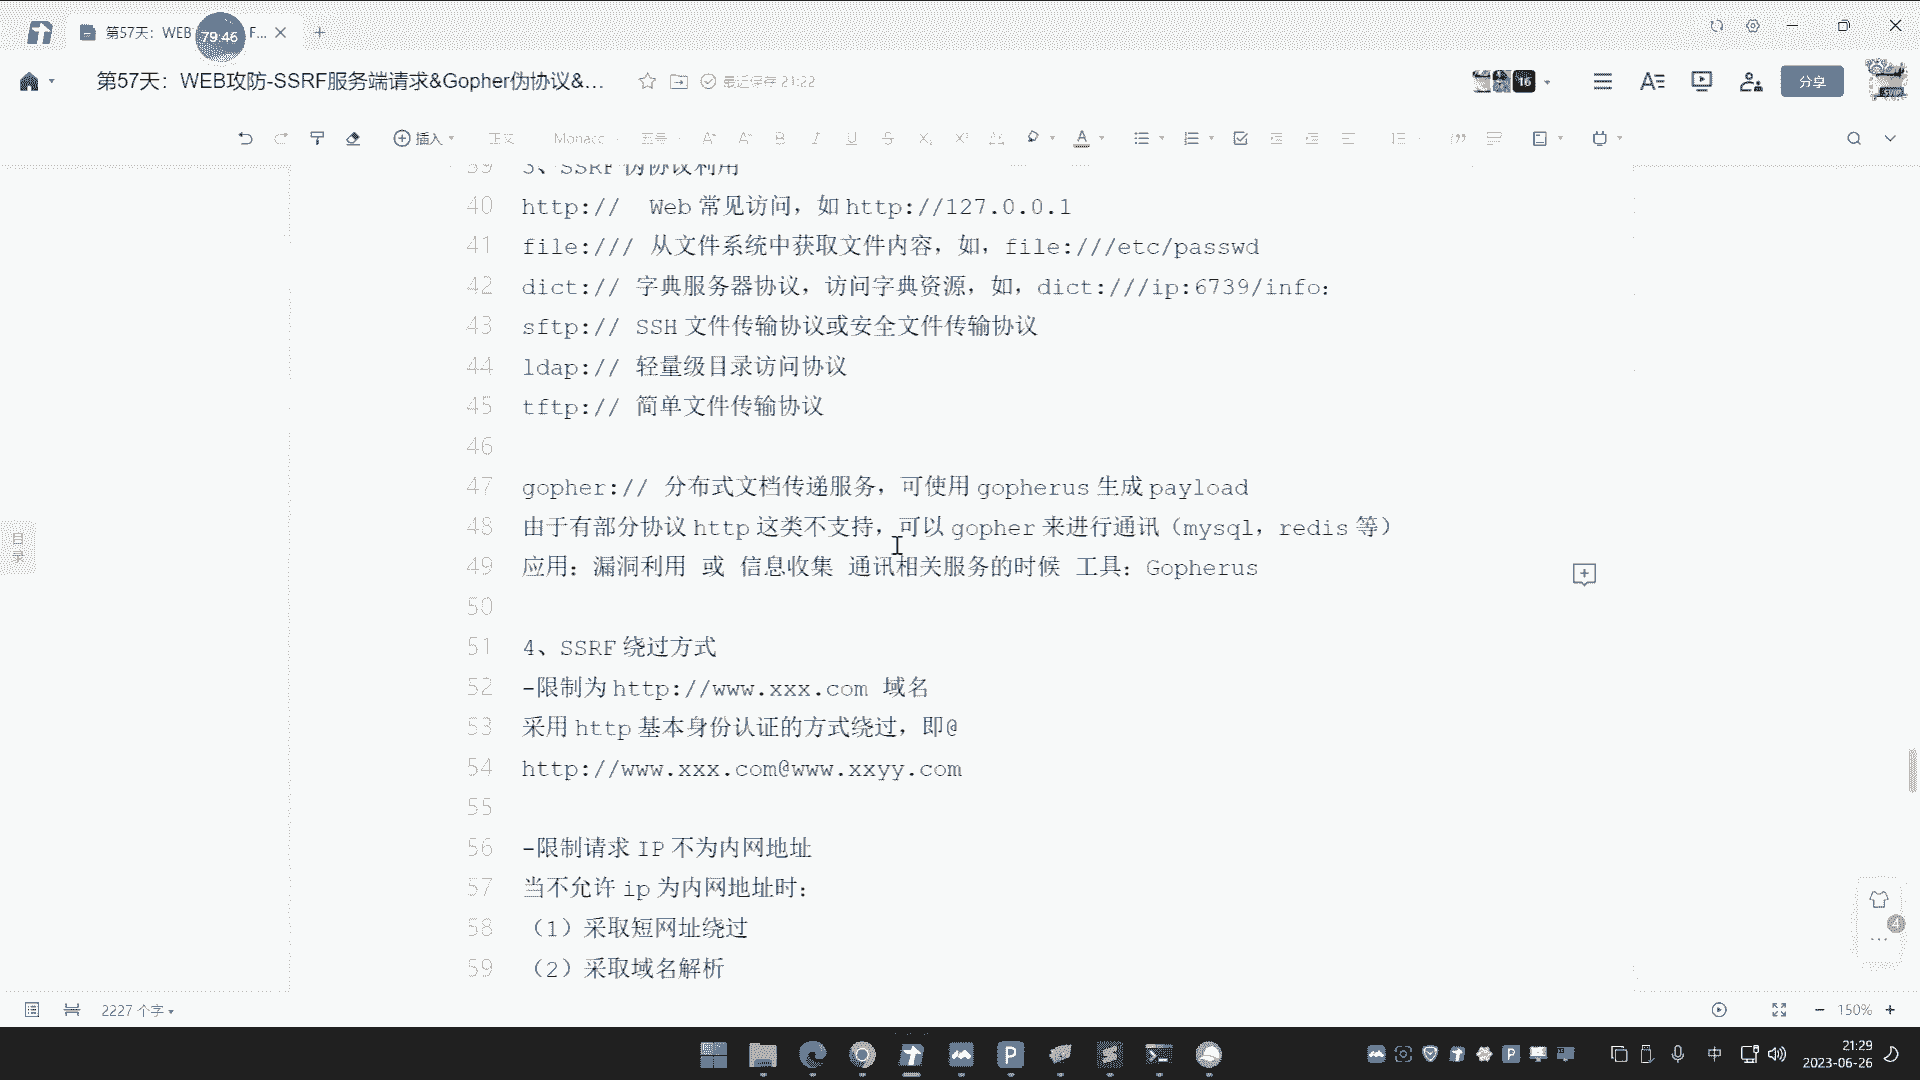 第57天：WEB
F...
79:46
第57天：WEB攻防-SSRF服务端请求&Gopher伪协议&...
最近保存 21:22
16
分享
插入
正文
Monaco
五号
39 3、SSRF 伪协议利用
40 http:// Web 常见访问，如 http://127.0.0.1
41 file:/// 从文件系统中获取文件内容，如，file:///etc/passwd
42 dict:// 字典服务器协议，访问字典资源，如，dict:///ip:6739/info：
43 sftp:// SSH 文件传输协议或安全文件传输协议
44 ldap:// 轻量级目录访问协议
45 tftp:// 简单文件传输协议
46
47 gopher:// 分布式文档传递服务，可使用 gopherus 生成 payload
48 由于有部分协议 http 这类不支持，可以 gopher 来进行通讯（mysql，redis 等）
49 应用：漏洞利用 或 信息收集 通讯相关服务的时候 工具：Gopherus
50
51 4、SSRF 绕过方式
52 -限制为 http://www.xxx.com 域名
53 采用 http 基本身份认证的方式绕过，即@
54 http://www.xxx.com@www.xxyy.com
55
56 -限制请求 IP 不为内网地址
57 当不允许 ip 为内网地址时：
58 （1）采取短网址绕过
59 （2）采取域名解析
目录
4
2227 个字
150%
中
21:29
2023-06-26